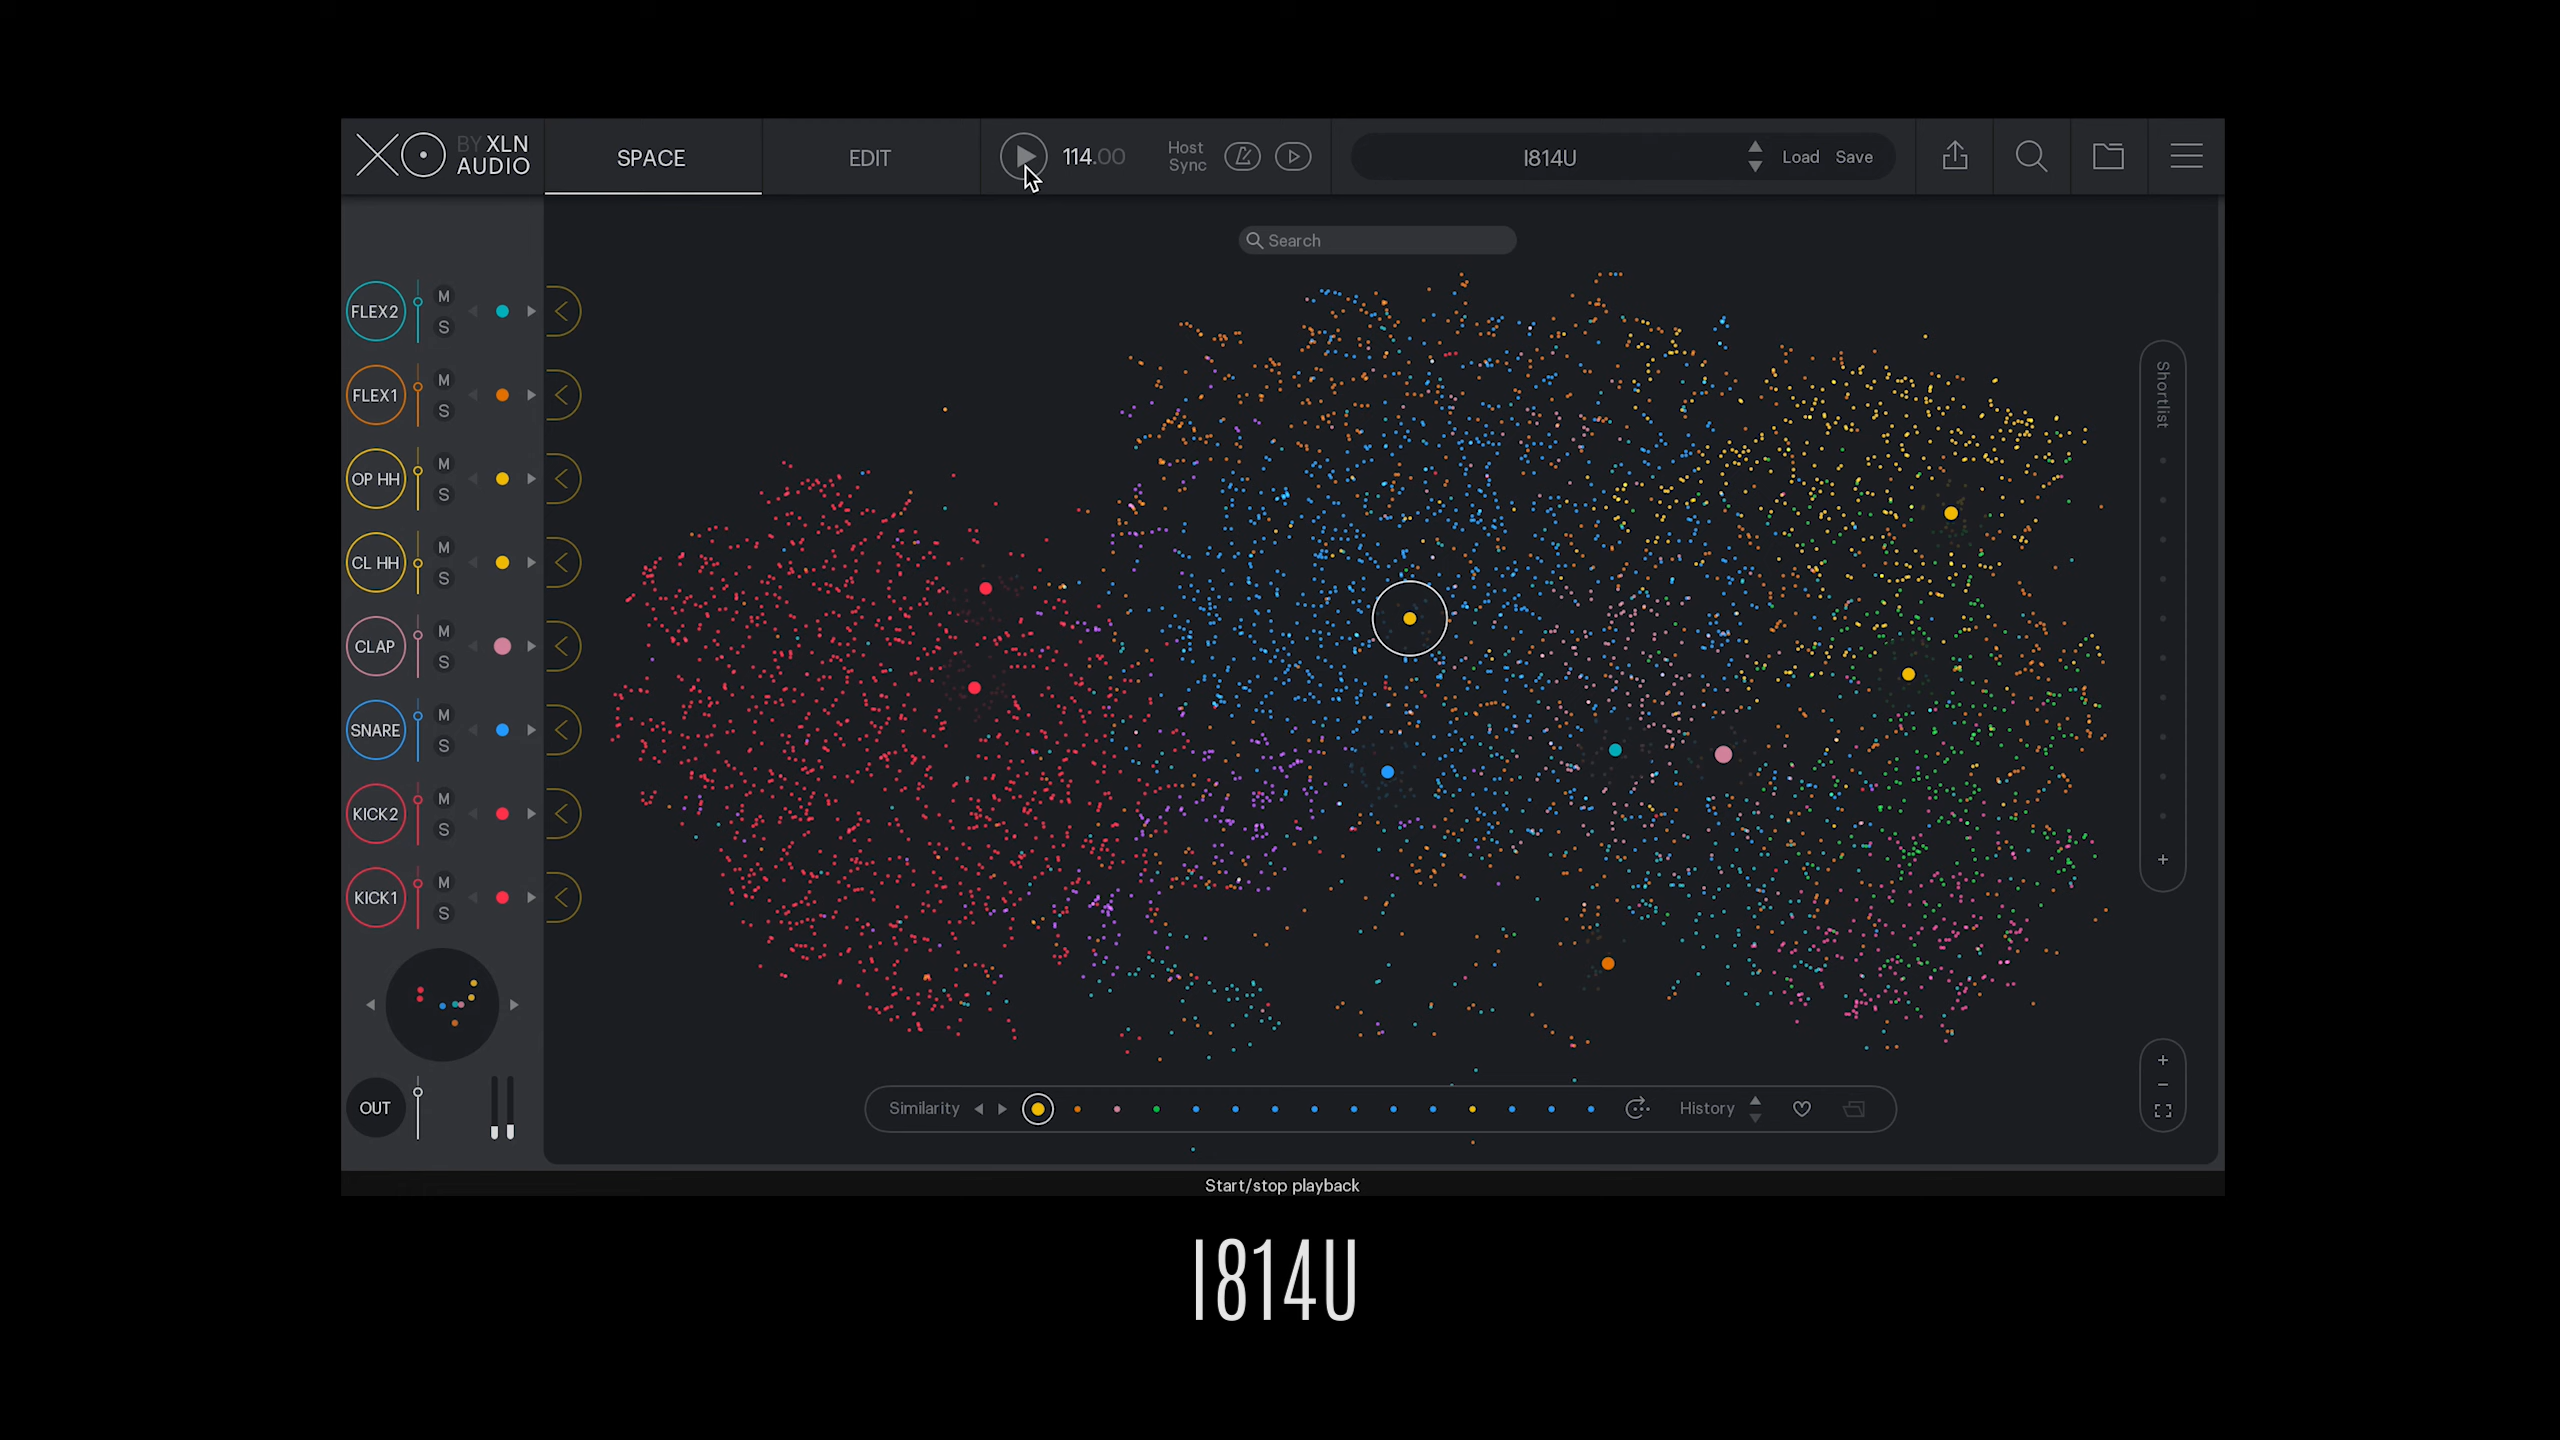 XO BY XLN AUDIO
SPACE
EDIT
114.00
Host Sync
I814U
Load
Save
Search
FLEX2
M
S
FLEX1
M
S
OP HH
M
S
CL HH
M
S
CLAP
M
S
SNARE
M
S
KICK2
M
S
KICK1
M
S
OUT
Shortlist
+
+
−
Similarity
History
Start/stop playback
I814U